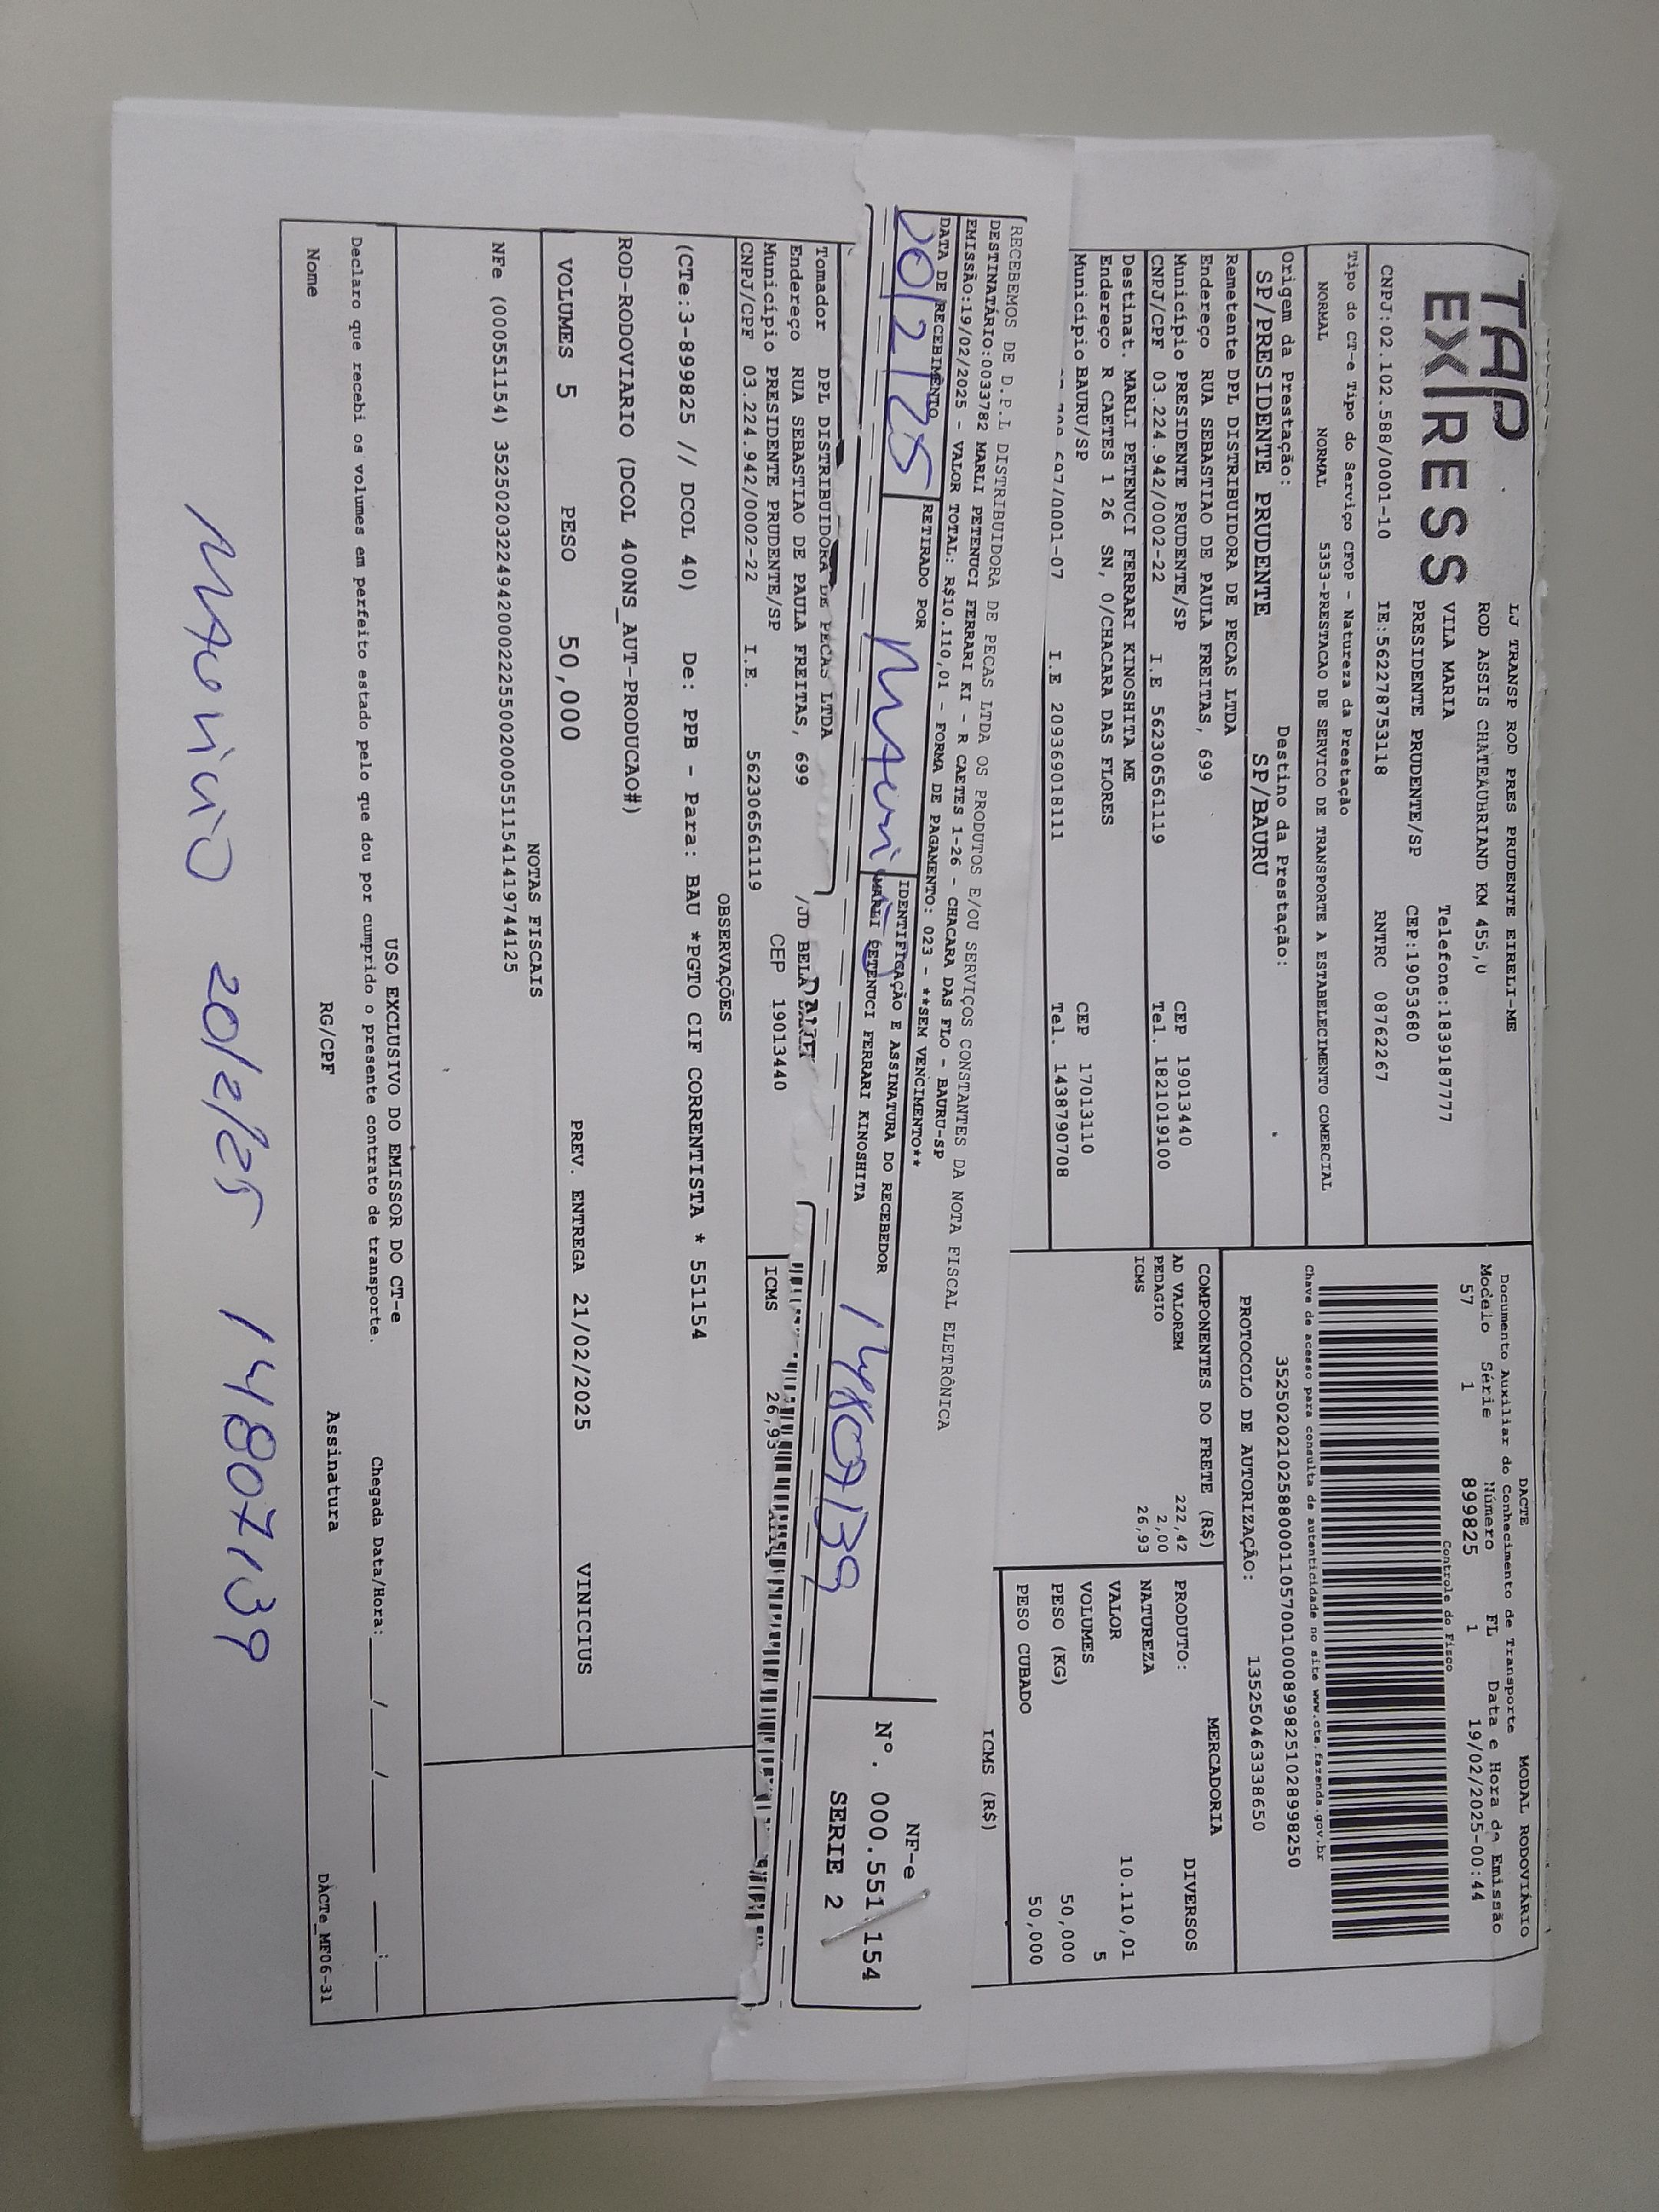 TAP
EXPRESS
LJ TRANSP ROD PRES PRUDENTE EIRELI-ME
ROD ASSIS CHATEAUBRIAND KM 455,0
VILA MARIA Telefone:1839187777
PRESIDENTE PRUDENTE/SP CEP:19053680
CNPJ:02.102.588/0001-10 IE:562278753118 RNTRC 08762267
DACTE MODAL RODOVIÁRIO
Documento Auxiliar do Conhecimento de Transporte
Modelo Série Número FL Data e Hora de Emissão
57 1 899825 1 19/02/2025-00:44
Controle do Fisco
Chave de acesso para consulta de autenticidade no site www.cte.fazenda.gov.br
35250202102588000110570010008998251028998250
PROTOCOLO DE AUTORIZAÇÃO: 135250463338650
Tipo do CT-e Tipo do Serviço CFOP - Natureza da Prestação
NORMAL NORMAL 5353-PRESTACAO DE SERVICO DE TRANSPORTE A ESTABELECIMENTO COMERCIAL
Origem da Prestação: Destino da Prestação:
SP/PRESIDENTE PRUDENTE SP/BAURU
Remetente DPL DISTRIBUIDORA DE PECAS LTDA
Endereço RUA SEBASTIAO DE PAULA FREITAS, 699
Município PRESIDENTE PRUDENTE/SP CEP 19013440
CNPJ/CPF 03.224.942/0002-22 I.E 562306561119 Tel. 1821019100
Destinat. MARLI PETENUCI FERRARI KINOSHITA ME
Endereço R CAETES 1 26 SN, 0/CHACARA DAS FLORES
Município BAURU/SP CEP 17013110
697/0001-07 I.E 209369018111 Tel. 1438790708
COMPONENTES DO FRETE (R$)
AD VALOREM 222,42
PEDAGIO 2,00
ICMS 26,93
MERCADORIA
PRODUTO: DIVERSOS
NATUREZA
VALOR 10.110,01
VOLUMES 5
PESO (KG) 50,000
PESO CUBADO 50,000
ICMS (R$)
RECEBEMOS DE D.P.L DISTRIBUIDORA DE PECAS LTDA OS PRODUTOS E/OU SERVIÇOS CONSTANTES DA NOTA FISCAL ELETRÔNICA
DESTINATÁRIO:0033782 MARLI PETENUCI FERRARI KI - R CAETES 1-26 - CHACARA DAS FLO - BAURU-SP
EMISSÃO:19/02/2025 - VALOR TOTAL: R$10.110,01 - FORMA DE PAGAMENTO: 023 - **SEM VENCIMENTO**
DATA DE RECEBIMENTO RETIRADO POR IDENTIFICAÇÃO E ASSINATURA DO RECEBEDOR
MARLI PETENUCI FERRARI KINOSHITA
20/2/25 14807139
NF-e
Nº. 000.551.154
SERIE 2
Tomador DPL DISTRIBUIDORA DE PECAS LTDA
Endereço RUA SEBASTIAO DE PAULA FREITAS, 699 /JD BELA
Município PRESIDENTE PRUDENTE/SP CEP 19013440
CNPJ/CPF 03.224.942/0002-22 I.E. 562306561119
ICMS 26,93
OBSERVAÇÕES
(CTe:3-899825 // DCOL 40) De: PPB - Para: BAU *PGTO CIF CORRENTISTA * 551154
ROD-RODOVIARIO (DCOL 400NS_AUT-PRODUCAO#)
VOLUMES 5 PESO 50,000 PREV. ENTREGA 21/02/2025 VINICIUS
NOTAS FISCAIS
NFe (000551154) 35250203224942000222550020005511541419744125
USO EXCLUSIVO DO EMISSOR DO CT-e
Declaro que recebi os volumes em perfeito estado pelo que dou por cumprido o presente contrato de transporte. Chegada Data/Hora:___/___/_____ ___:___
Nome RG/CPF Assinatura DACTe_MF06-31
Mauricio 20/2/25 14807139